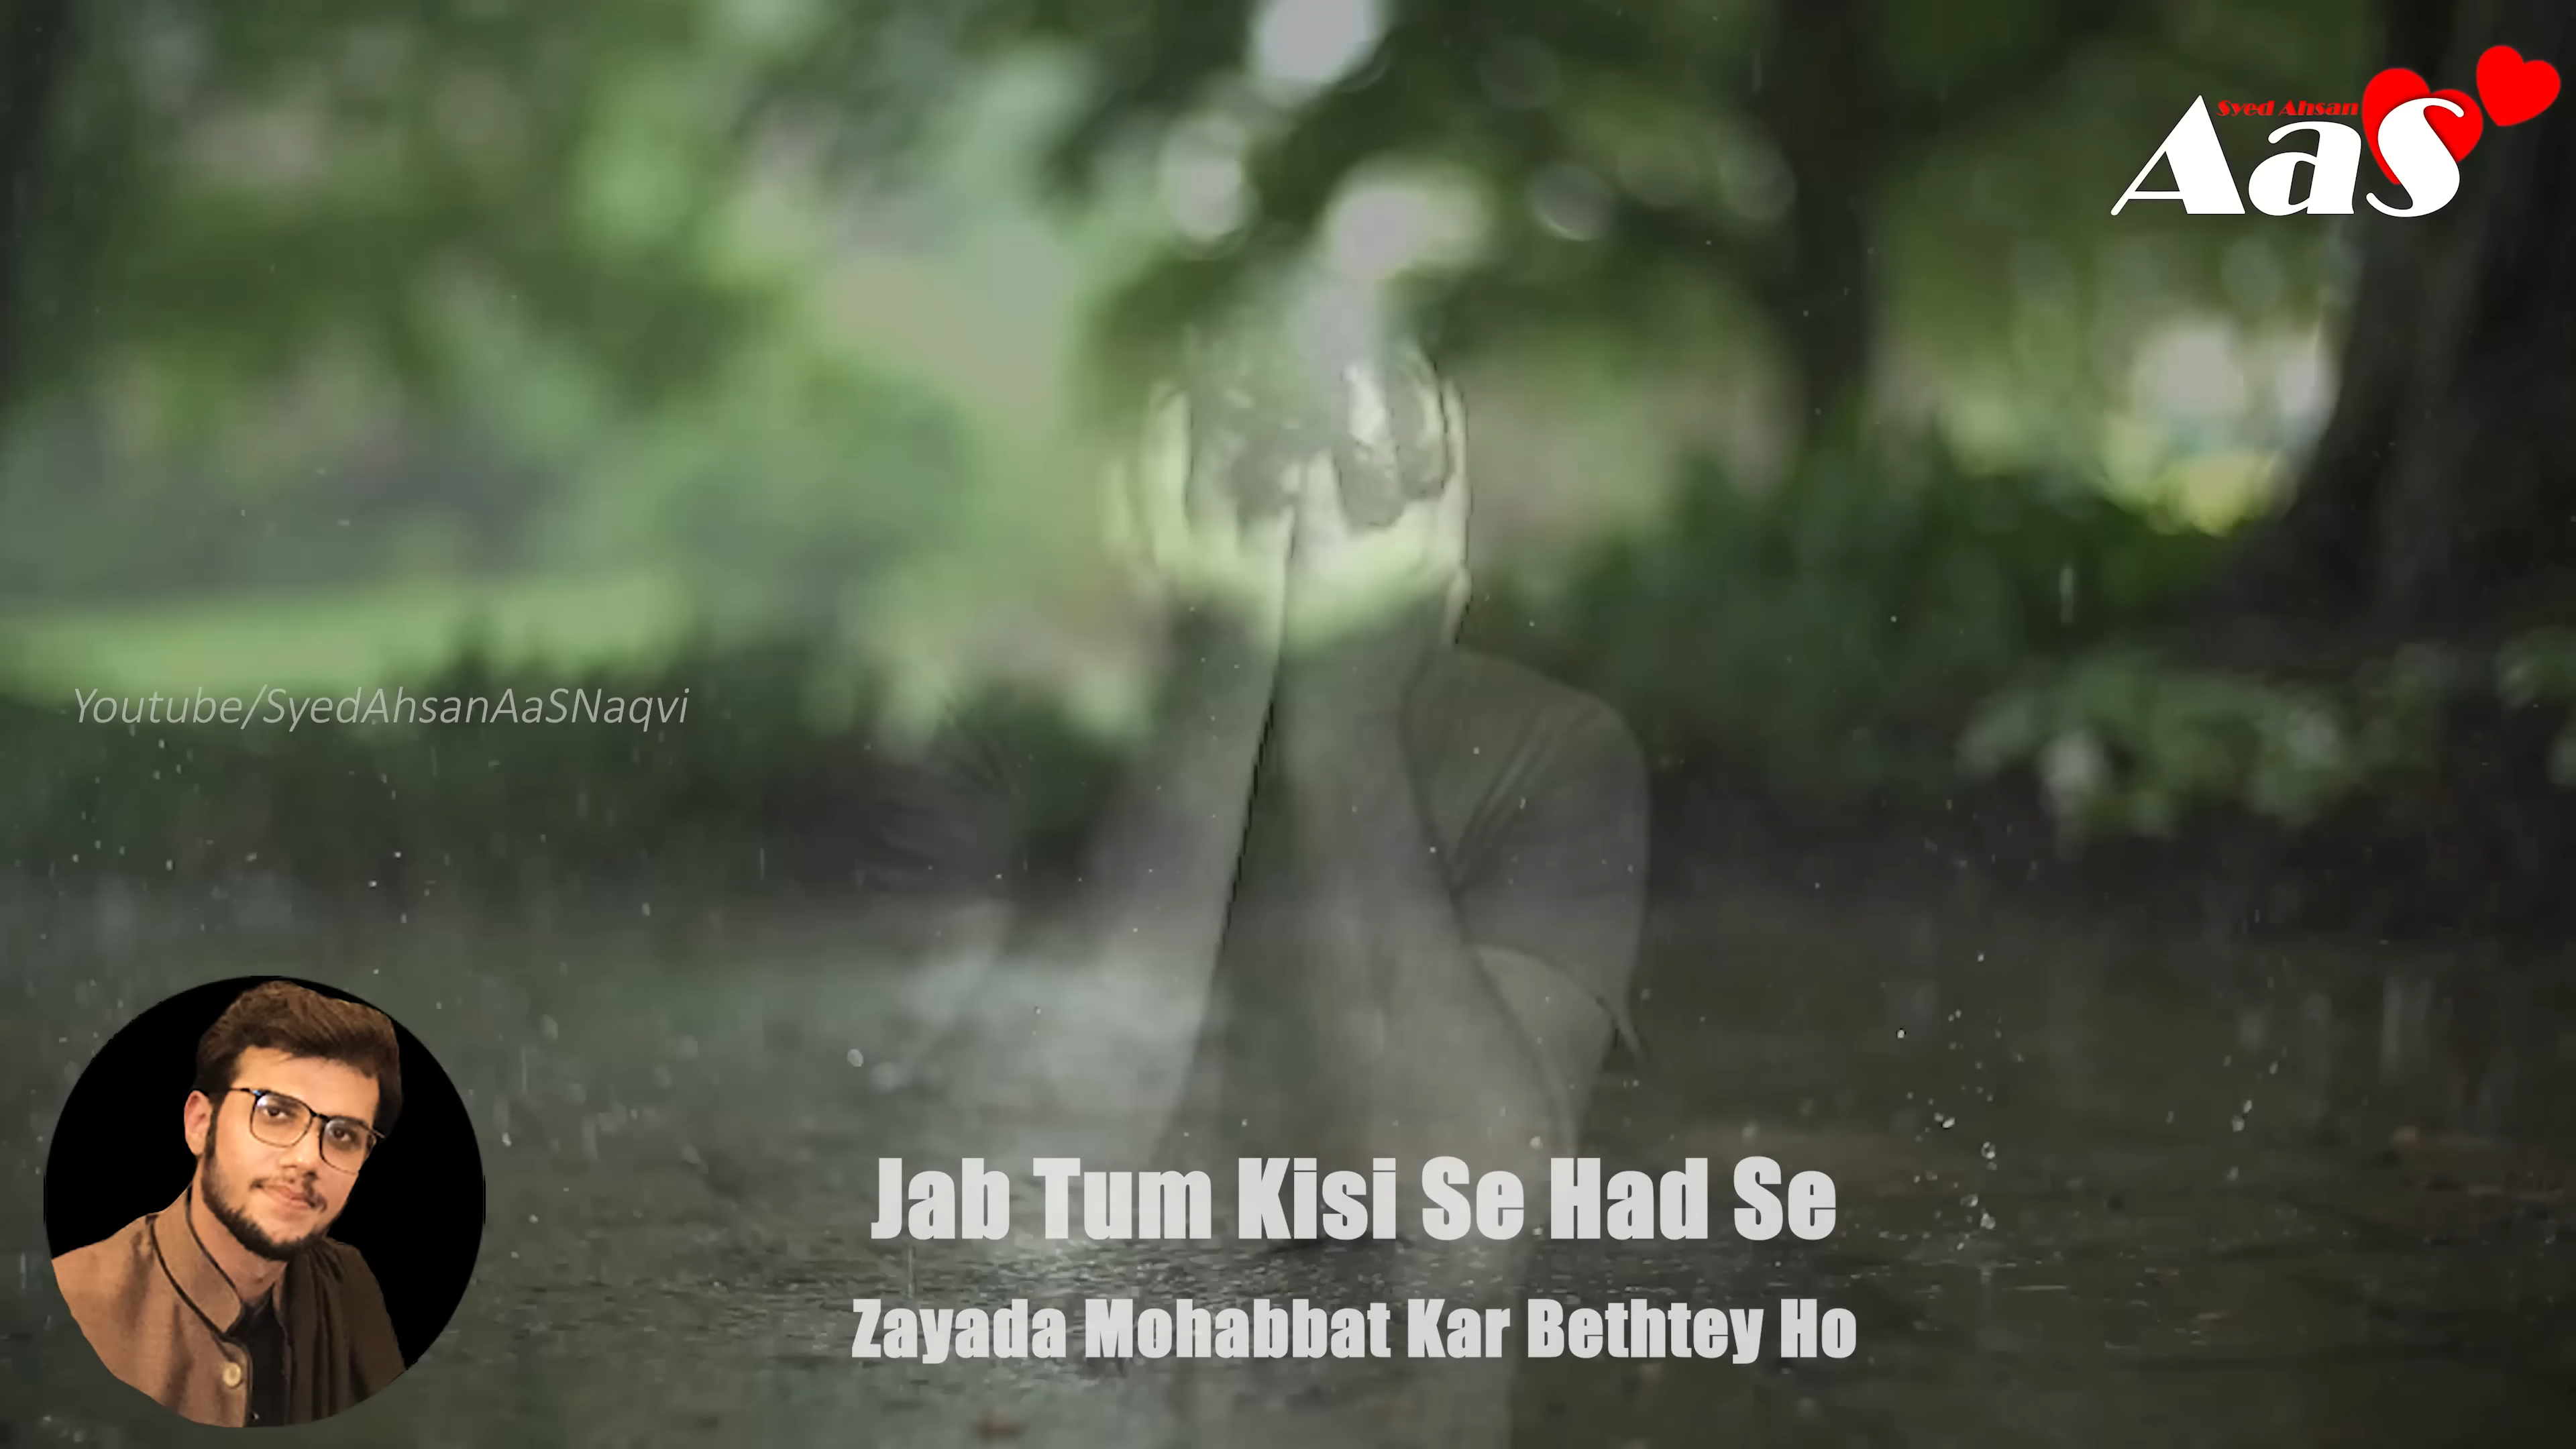 Syed Ahsan
AaS
Youtube/SyedAhsanAaSNaqvi
Jab Tum Kisi Se Had Se
Zayada Mohabbat Kar Bethtey Ho